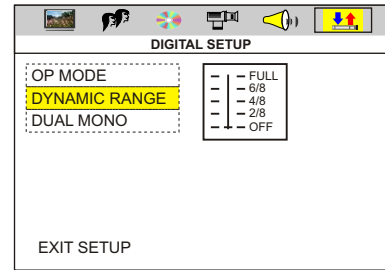 DIGITAL SETUP
OP MODE
DYNAMIC RANGE
DUAL MONO
FULL
6/8
4/8
2/8
OFF
EXIT SETUP